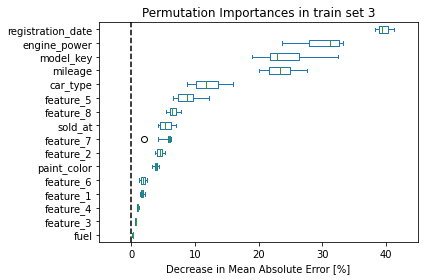 Permutation Importances in train set 3
registration_date
engine_power
model_key
mileage
car_type
feature_5
feature_8
sold_at
feature_7
feature_2
paint_color
feature_6
feature_1
feature_4
feature_3
fuel
0 10 20 30 40
Decrease in Mean Absolute Error [%]